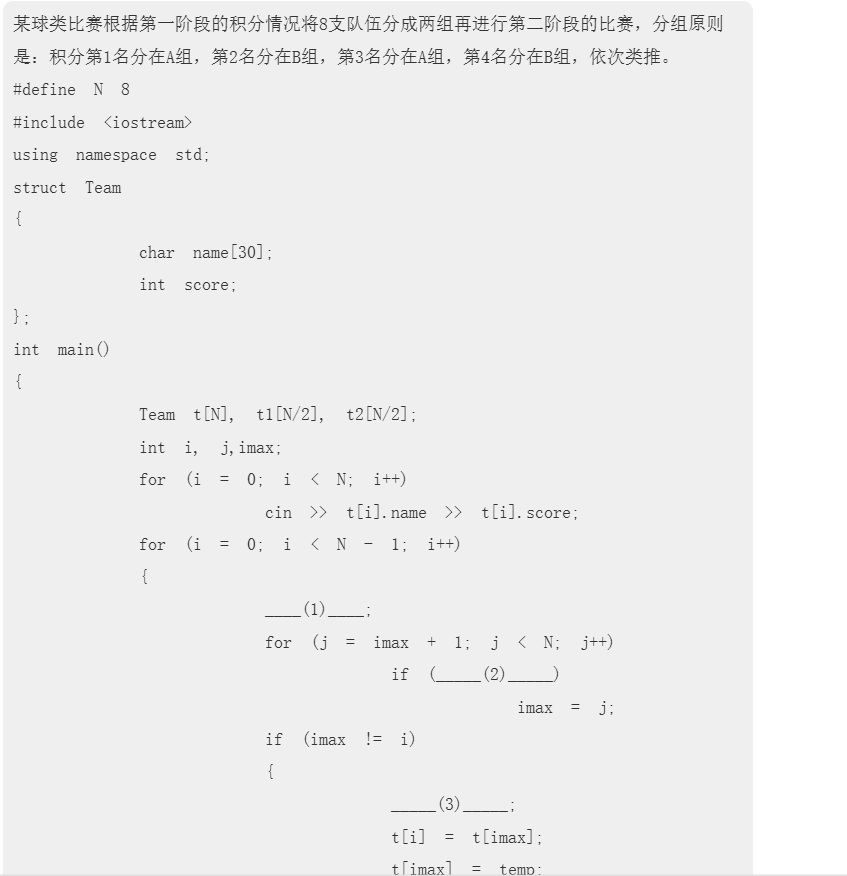 某球类比赛根据第一阶段的积分情况将8支队伍分成两组再进行第二阶段的比赛，分组原则
是：积分第1名分在A组，第2名分在B组，第3名分在A组，第4名分在B组，依次类推。
#define  N  8
#include  <iostream>
using  namespace  std;
struct  Team
{
char  name[30];
int  score;
};
int  main()
{
Team  t[N],  t1[N/2],  t2[N/2];
int  i,  j,imax;
for  (i  =  0;  i  <  N;  i++)
cin  >>  t[i].name  >>  t[i].score;
for  (i  =  0;  i  <  N  -  1;  i++)
{
____(1)____;
for  (j  =  imax  +  1;  j  <  N;  j++)
if  (_____(2)_____)
imax  =  j;
if  (imax  !=  i)
{
_____(3)_____;
t[i]  =  t[imax];
t[imax]  =  temp;